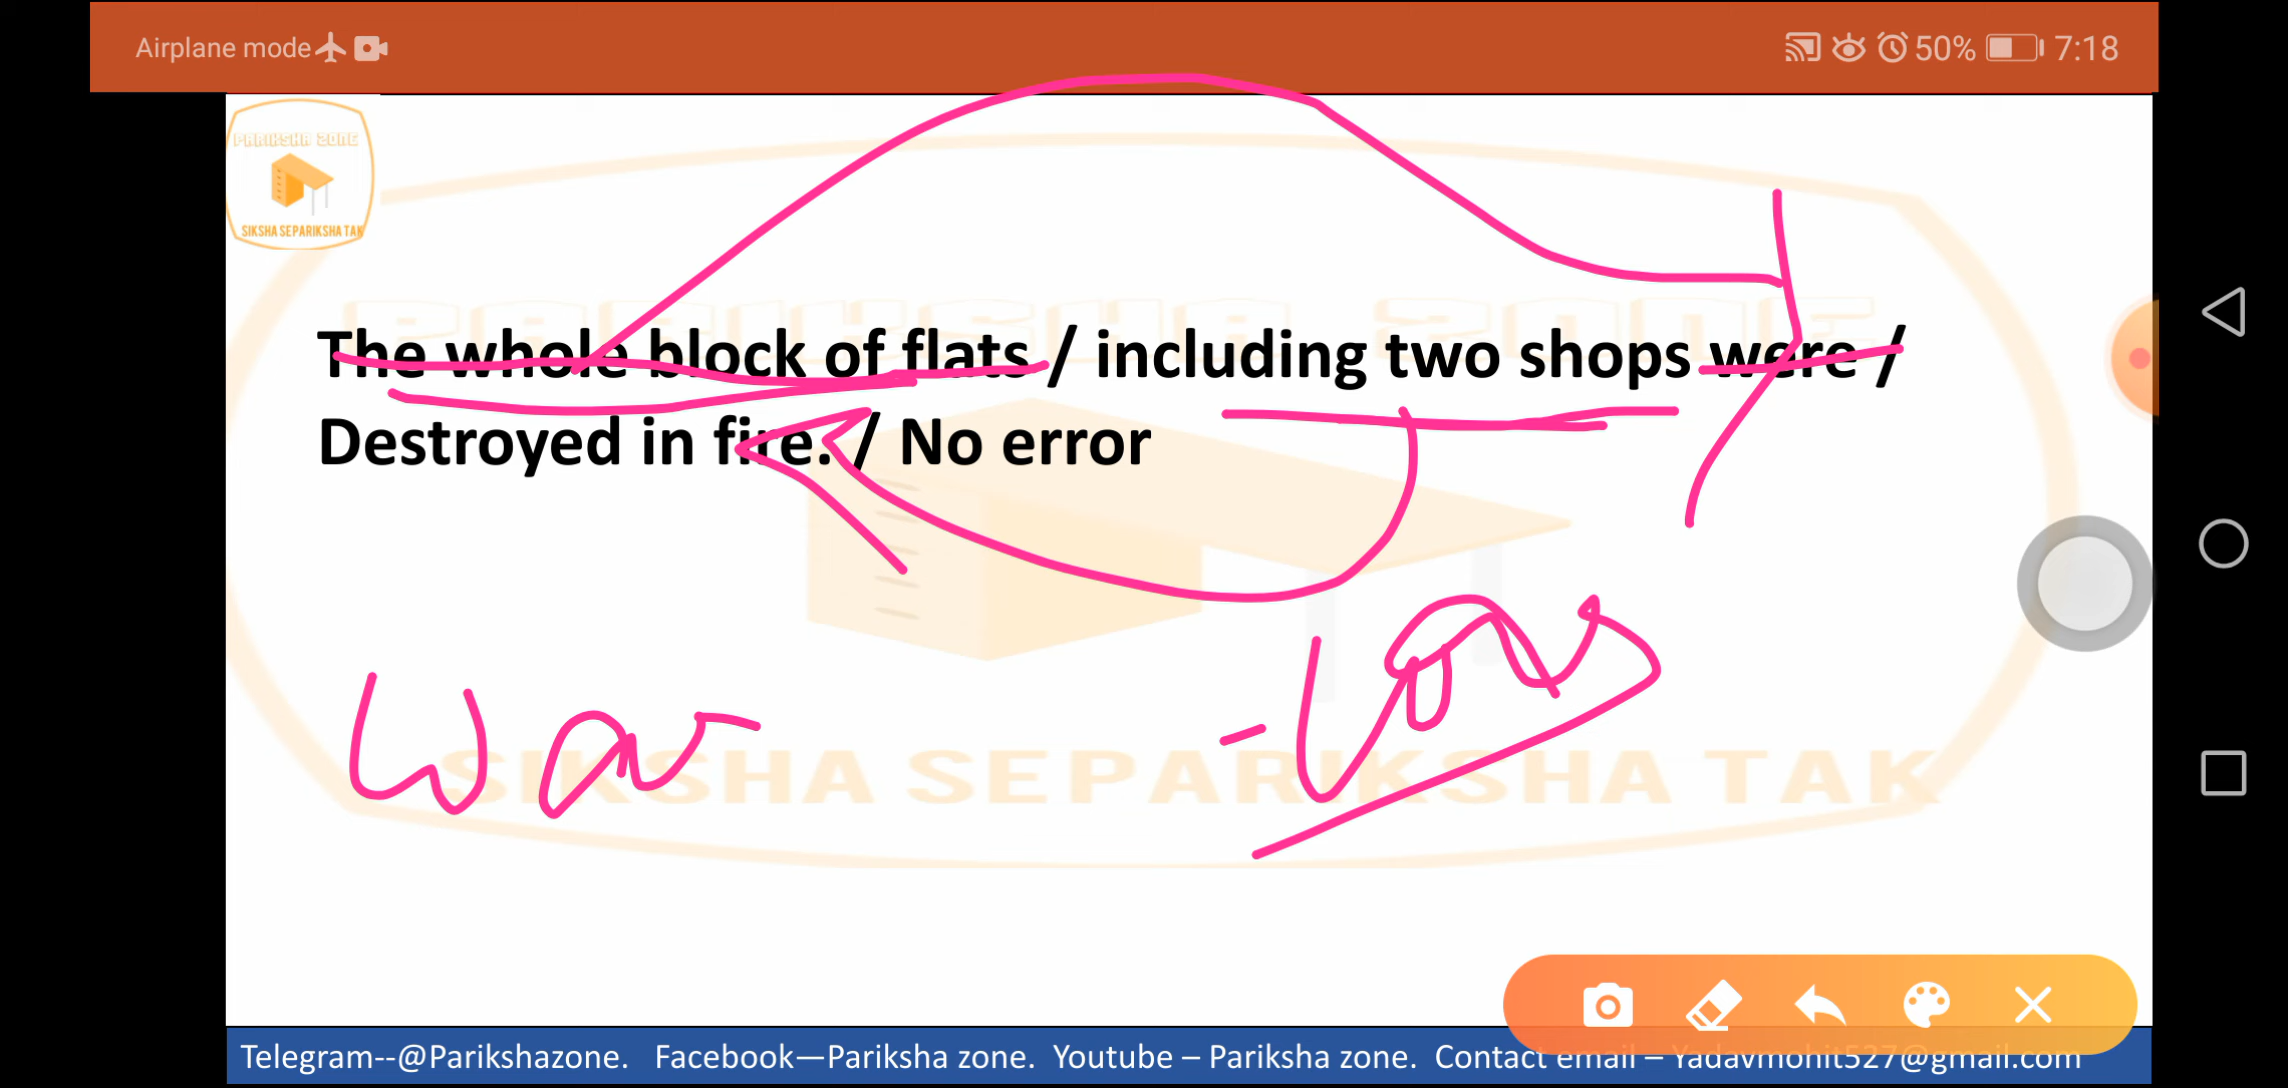 Airplane mode 50% 7:18
PARIKSHA ZONE
SIKSHA SEPARIKSHA TAK
PARIKSHA ZONE
The whole block of flats / including two shops were /
Destroyed in fire. / No error
was
SIKSHA SEPARIKSHA TAK
Telegram--@Parikshazone. Facebook—Pariksha zone. Youtube – Pariksha zone. Contact email – Yadavmohit527@gmail.com